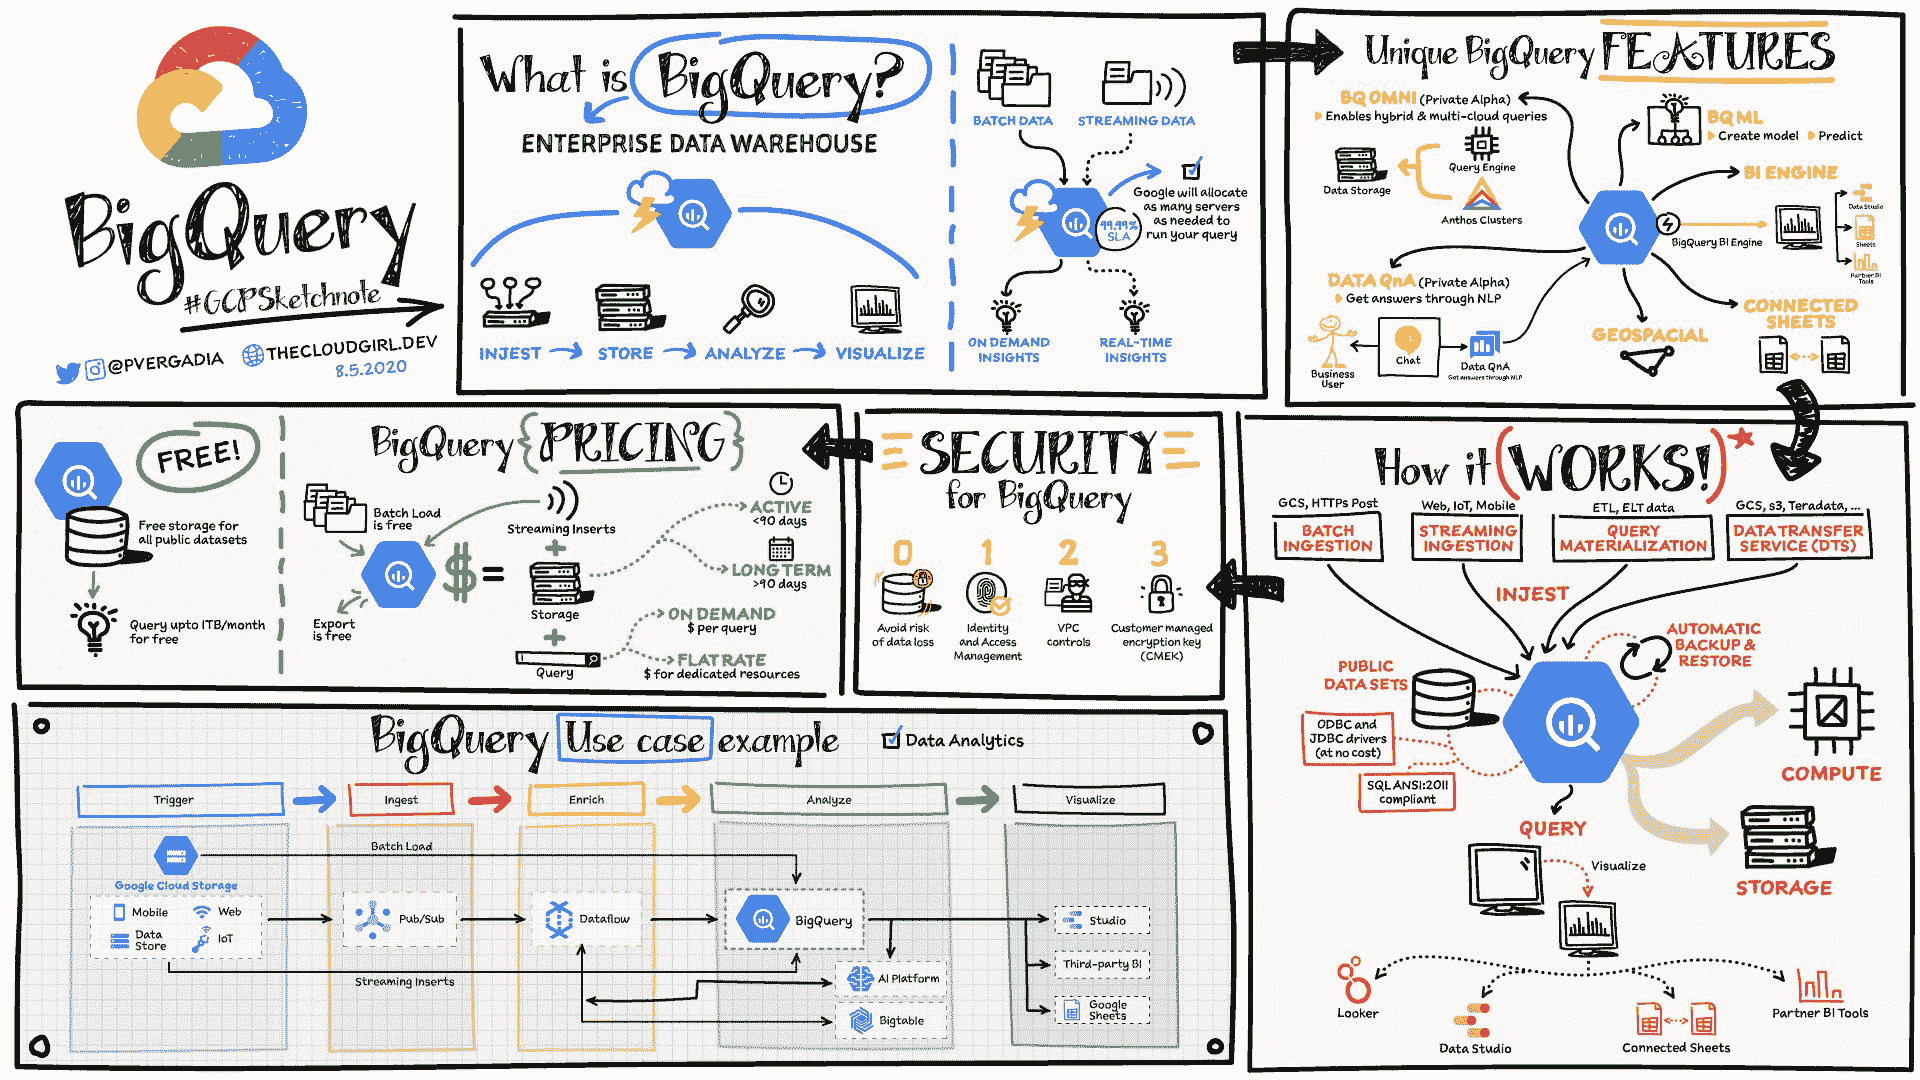 BigQuery
#GCPSketchnote
@PVERGADIA
THECLOUDGIRL.DEV
8.5.2020
What is BigQuery?
ENTERPRISE DATA WAREHOUSE
INJEST
STORE
ANALYZE
VISUALIZE
BATCH DATA
STREAMING DATA
Google will allocate
as many servers
as needed to
run your query
99.99%
SLA
ON DEMAND
INSIGHTS
REAL-TIME
INSIGHTS
Unique BigQuery FEATURES
BQ OMNI (Private Alpha)
Enables hybrid & multi-cloud queries
Query Engine
Data Storage
Anthos Clusters
BQ ML
Create model
Predict
BI ENGINE
BigQuery BI Engine
Data Studio
Sheets
Partner BI
Tools
DATA QnA (Private Alpha)
Get answers through NLP
Business
User
Chat
Data QnA
Get answers through NLP
GEOSPACIAL
CONNECTED
SHEETS
FREE!
Free storage for
all public datasets
Query upto 1TB/month
for free
BigQuery {PRICING}
Batch Load
is free
Export
is free
$ =
Streaming Inserts
+
Storage
+
Query
ACTIVE
<90 days
LONG TERM
>90 days
ON DEMAND
$ per query
FLAT RATE
$ for dedicated resources
SECURITY
for BigQuery
0
Avoid risk
of data loss
1
Identity
and Access
Management
2
VPC
controls
3
Customer managed
encryption key
(CMEK)
How it (WORKS!)*
GCS, HTTPs Post
BATCH
INGESTION
Web, IoT, Mobile
STREAMING
INGESTION
ETL, ELT data
QUERY
MATERIALIZATION
GCS, s3, Teradata, ...
DATA TRANSFER
SERVICE (DTS)
INJEST
AUTOMATIC
BACKUP &
RESTORE
PUBLIC
DATA SETS
ODBC and
JDBC drivers
(at no cost)
SQL ANSI:2011
compliant
COMPUTE
STORAGE
QUERY
Visualize
Looker
Data Studio
Connected Sheets
Partner BI Tools
BigQuery Use case example
Data Analytics
Trigger
Ingest
Enrich
Analyze
Visualize
Google Cloud Storage
Batch Load
Mobile
Web
Data
Store
IoT
Pub/Sub
Dataflow
BigQuery
Streaming Inserts
AI Platform
Bigtable
Studio
Third-party BI
Google
Sheets